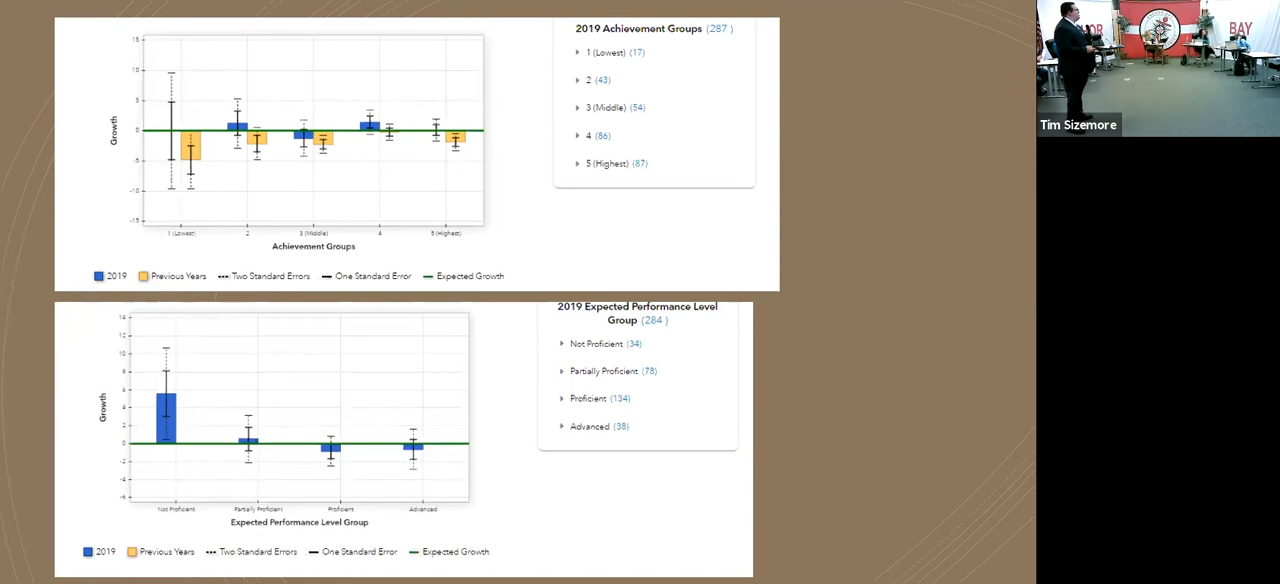 15
10
5
0
-5
-10
-15
Growth
1 (Lowest) 2 3 (Middle) 4 5 (Highest)
Achievement Groups
2019 Previous Years Two Standard Errors One Standard Error Expected Growth
2019 Achievement Groups (287 )
1 (Lowest) (17)
2 (43)
3 (Middle) (54)
4 (86)
5 (Highest) (87)
14
12
10
8
6
4
2
0
-2
-4
-6
Growth
Not Proficient Partially Proficient Proficient Advanced
Expected Performance Level Group
2019 Previous Years Two Standard Errors One Standard Error Expected Growth
2019 Expected Performance Level
Group (284 )
Not Proficient (34)
Partially Proficient (78)
Proficient (134)
Advanced (38)
BAY
Tim Sizemore